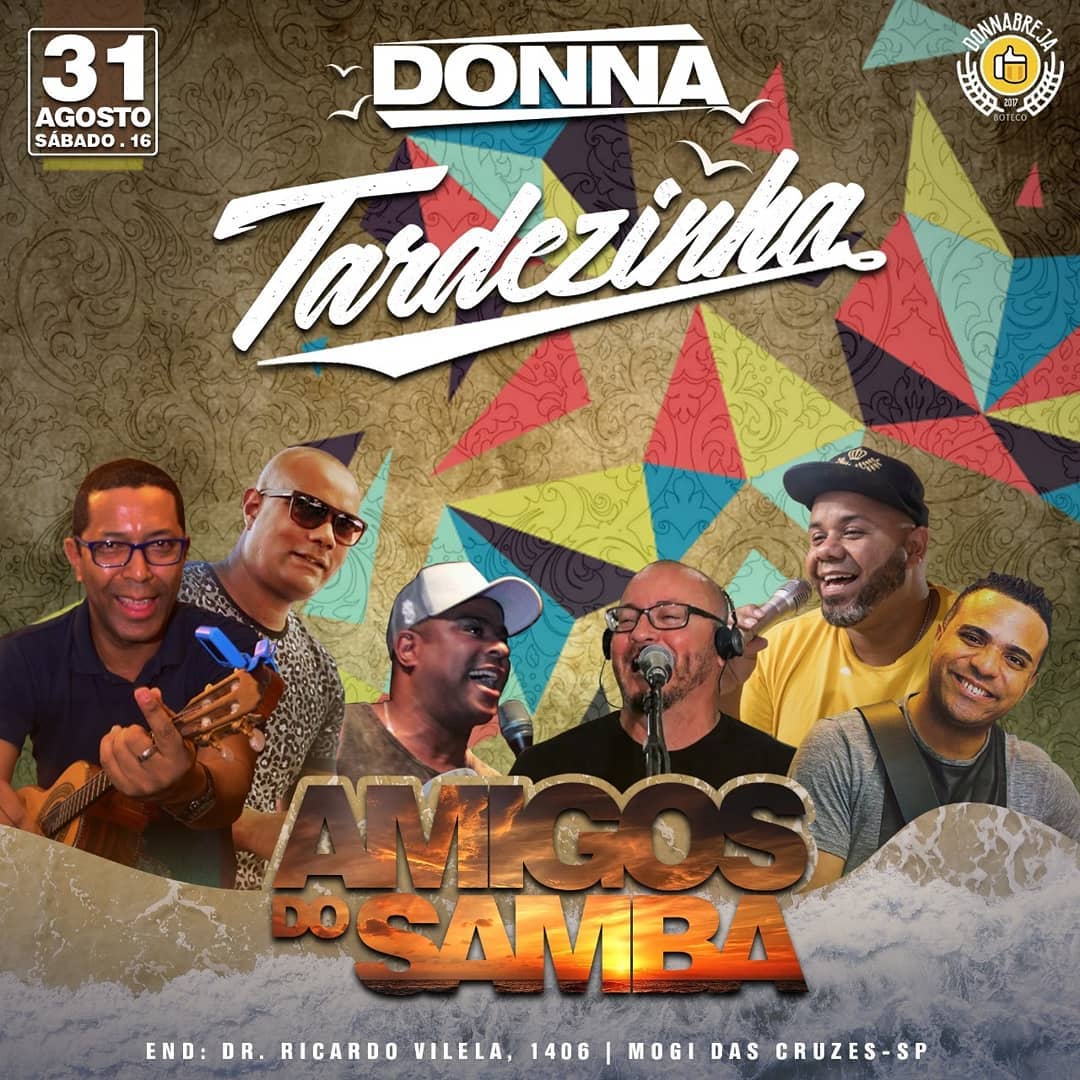 31
AGOSTO
SÁBADO . 16
DONNA
Tardezinha
DONNABREJA
2017
BOTECO
AMIGOS
DO SAMBA
END: DR. RICARDO VILELA, 1406 | MOGI DAS CRUZES-SP